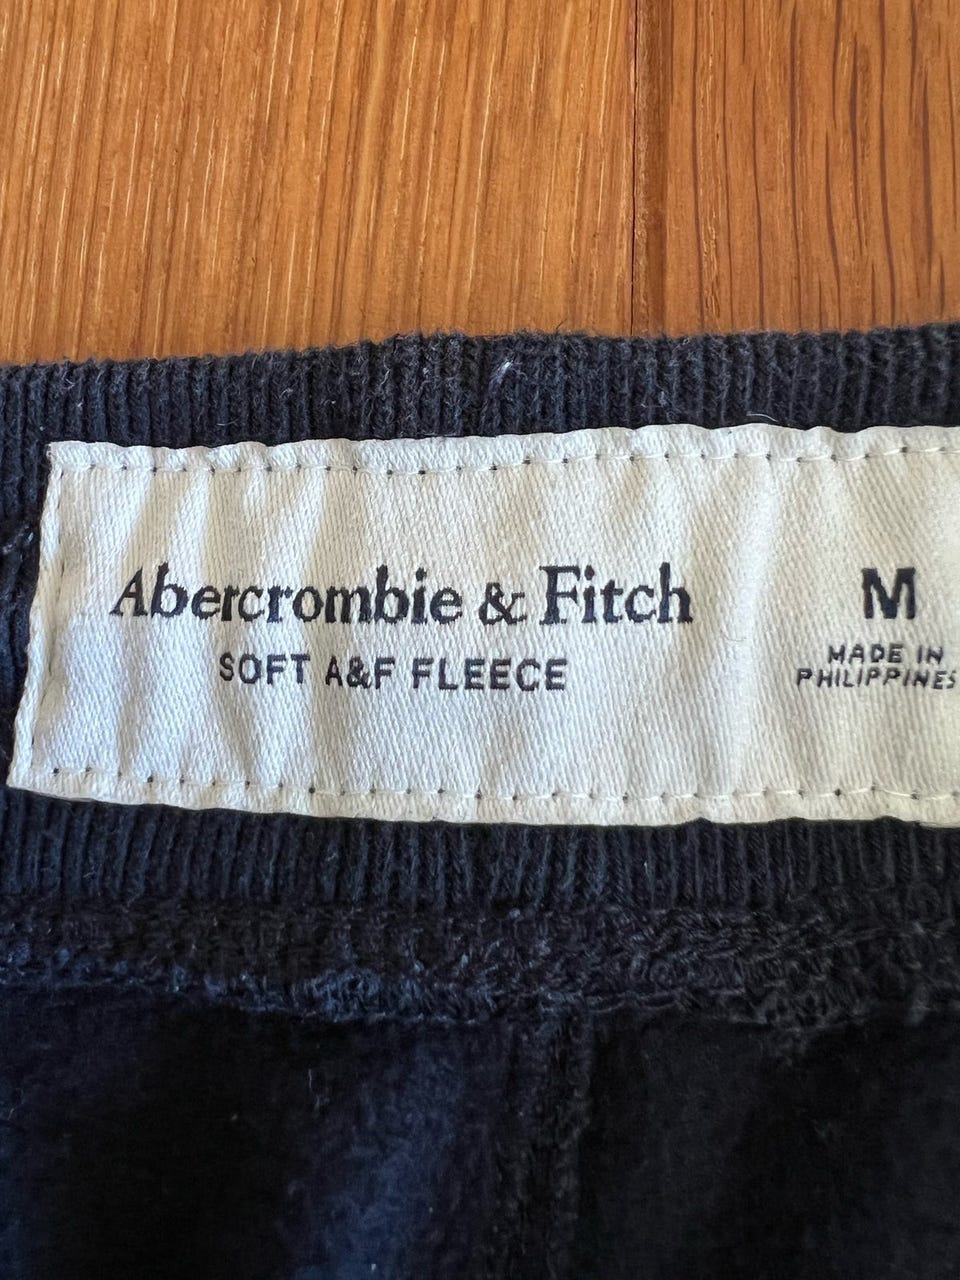 Abercrombie & Fitch
SOFT A&F FLEECE
M
MADE IN
PHILIPPINES